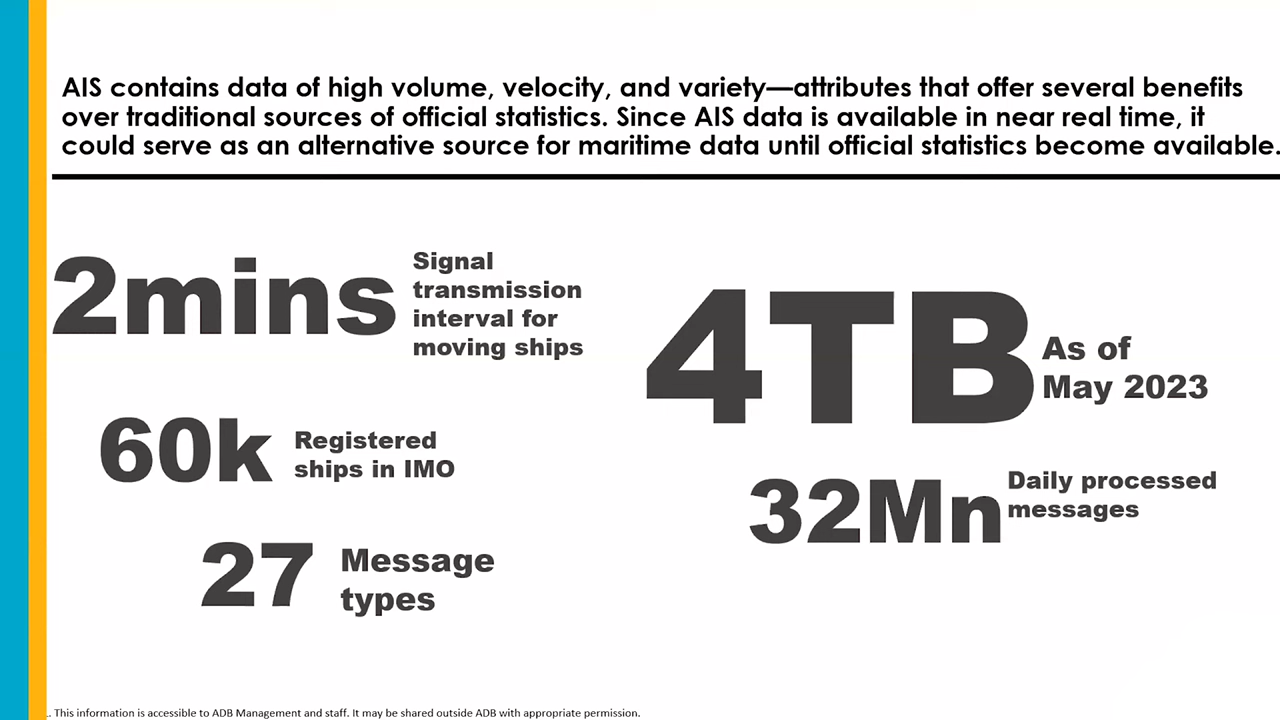 AIS contains data of high volume, velocity, and variety—attributes that offer several benefits
over traditional sources of official statistics. Since AIS data is available in near real time, it
could serve as an alternative source for maritime data until official statistics become available.
2mins
Signal
transmission
interval for
moving ships
60k
Registered
ships in IMO
27
Message
types
4TB
As of
May 2023
32Mn
Daily processed
messages
. This information is accessible to ADB Management and staff. It may be shared outside ADB with appropriate permission.